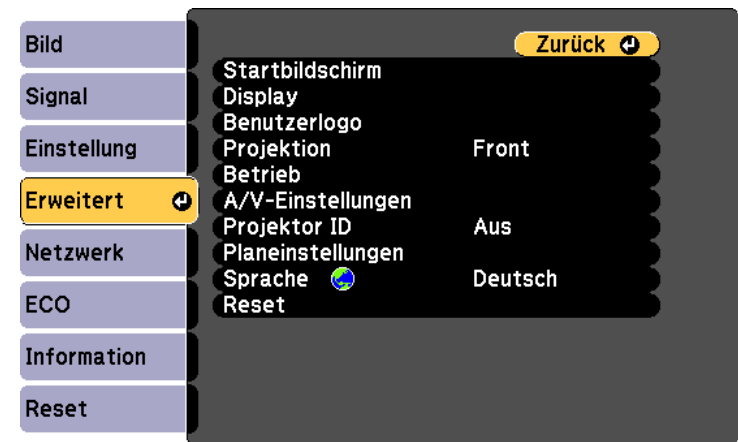 Bild
Signal
Einstellung
Erweitert
Netzwerk
ECO
Information
Reset
Zurück
Startbildschirm
Display
Benutzerlogo
Projektion Front
Betrieb
A/V-Einstellungen
Projektor ID Aus
Planeinstellungen
Sprache Deutsch
Reset